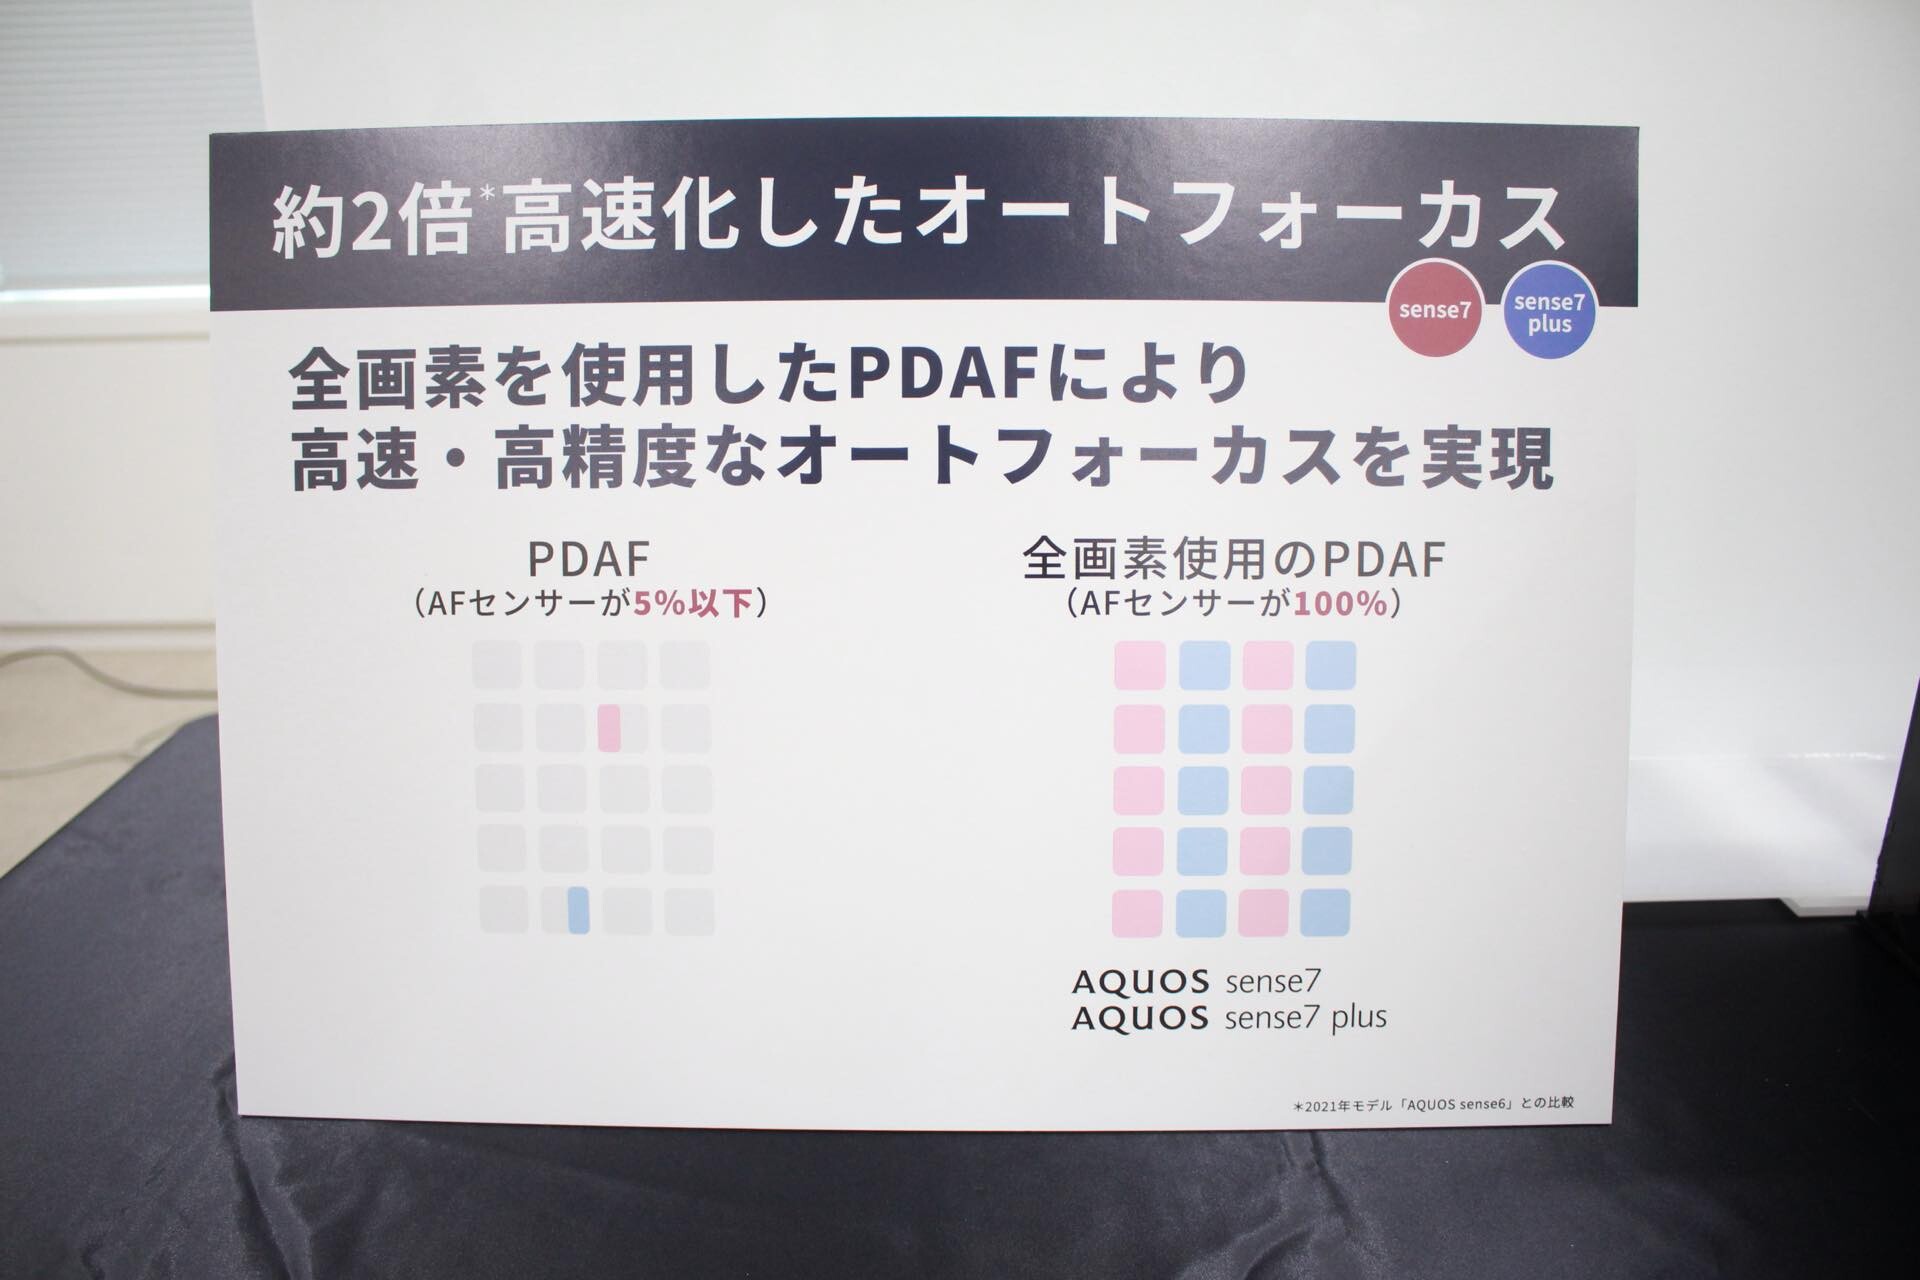 約2倍*高速化したオートフォーカス
sense7
sense7
plus
全画素を使用したPDAFにより
高速・高精度なオートフォーカスを実現
PDAF
（AFセンサーが5%以下）
全画素使用のPDAF
（AFセンサーが100%）
AQUOS sense7
AQUOS sense7 plus
＊2021年モデル「AQUOS sense6」との比較